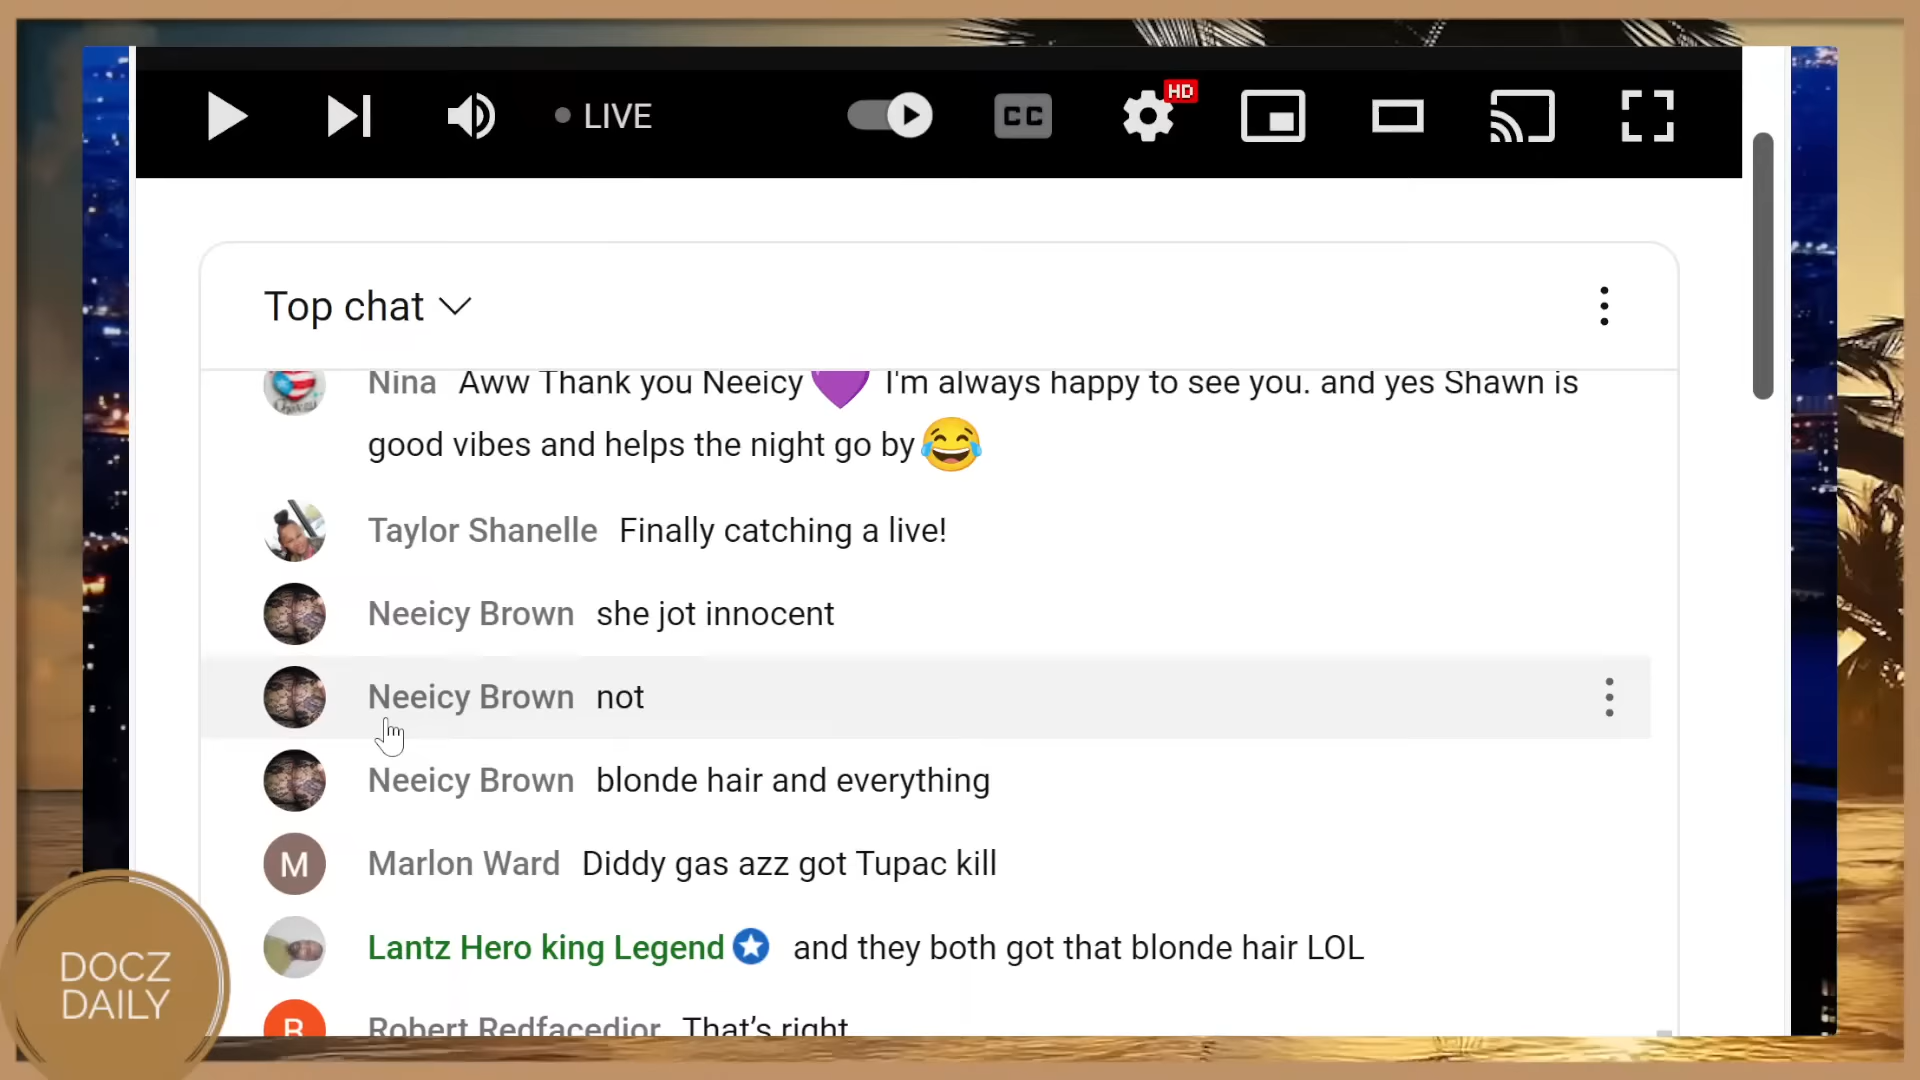 LIVE
CC
HD
Top chat
Nina Aww Thank you Neeicy 💜 I'm always happy to see you. and yes Shawn is
good vibes and helps the night go by 😂
Taylor Shanelle Finally catching a live!
Neeicy Brown she jot innocent
Neeicy Brown not
Neeicy Brown blonde hair and everything
M Marlon Ward Diddy gas azz got Tupac kill
Lantz Hero king Legend and they both got that blonde hair LOL
R Robert Redfacedior That's right
DOCZ
DAILY